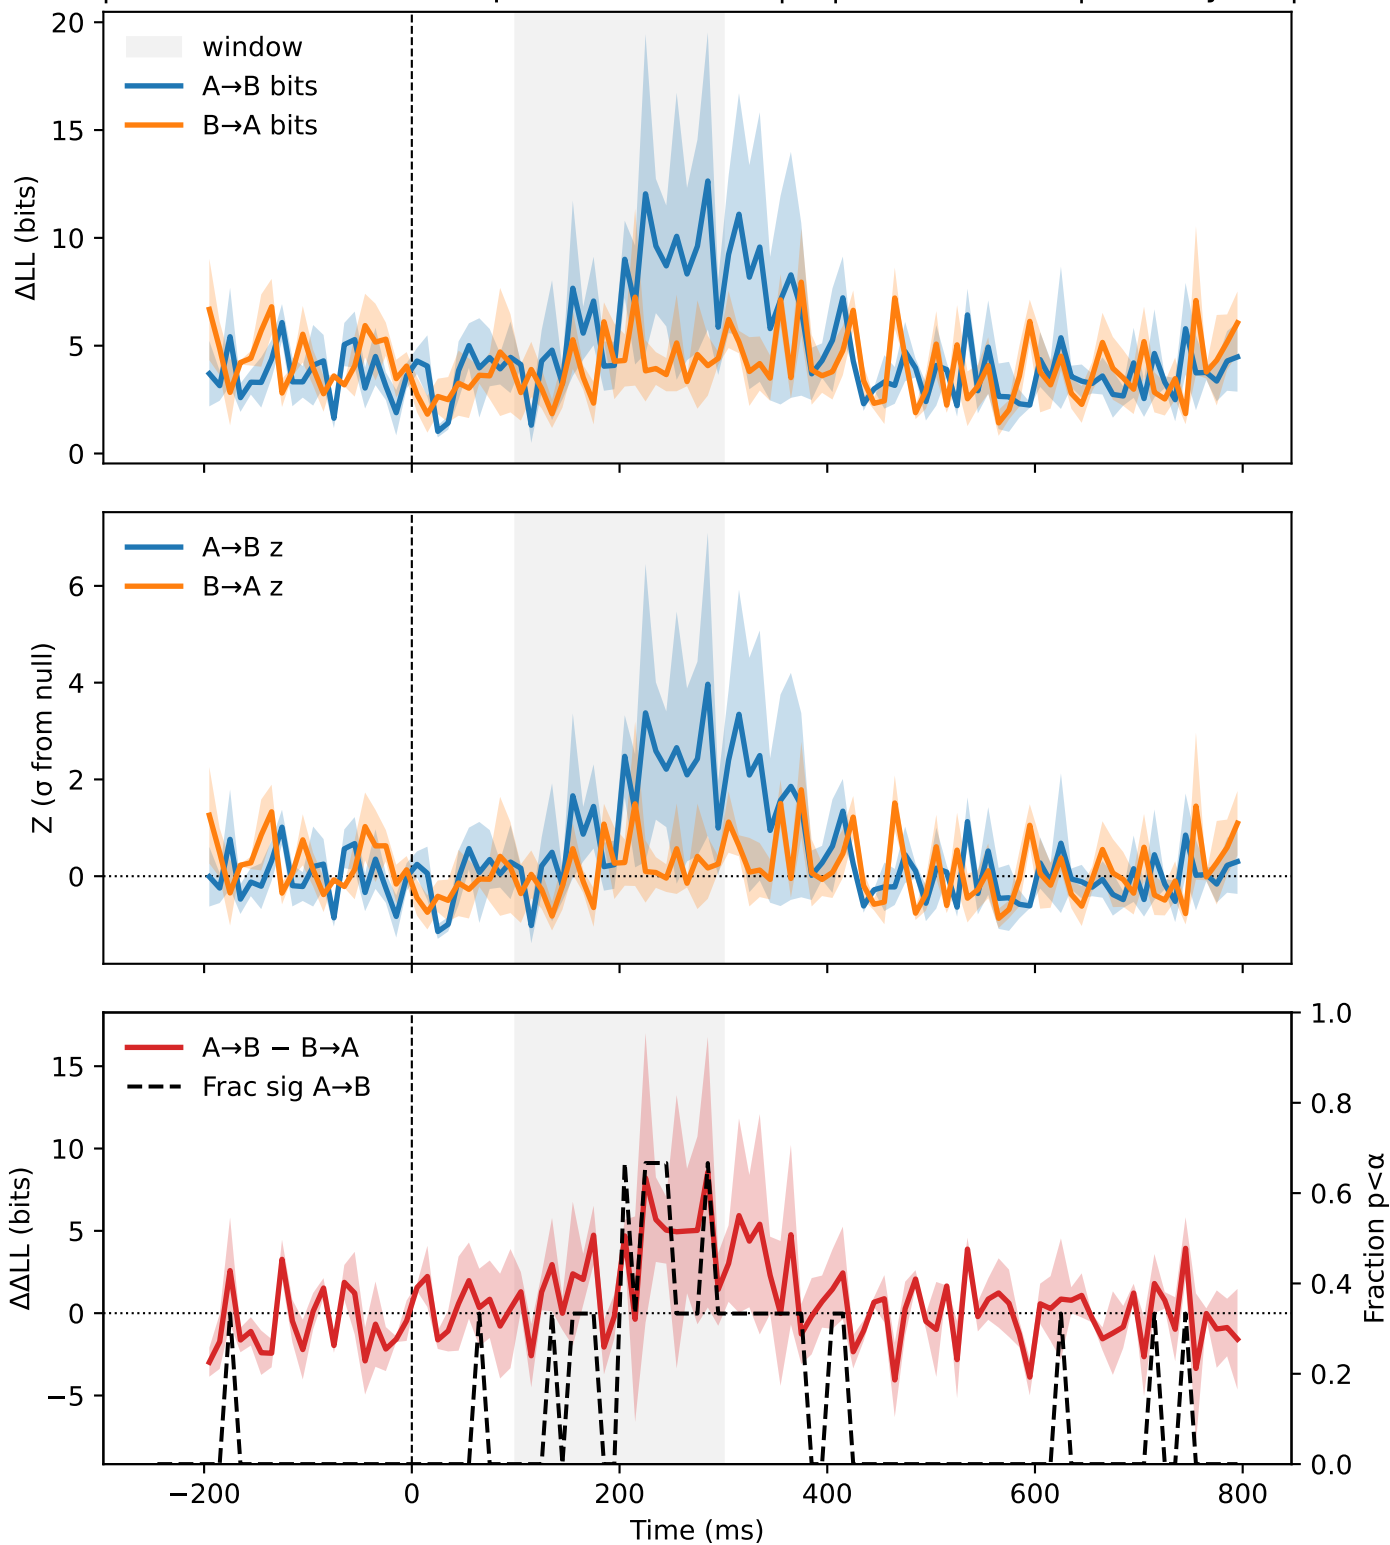 20
15
10
5
0
ΔLL (bits)
window
A→B bits
B→A bits
6
4
2
0
Z (σ from null)
A→B z
B→A z
15
10
5
0
−5
ΔΔLL (bits)
A→B − B→A
Frac sig A→B
1.0
0.8
0.6
0.4
0.2
0.0
Fraction p<α
−200 0 200 400 600 800
Time (ms)